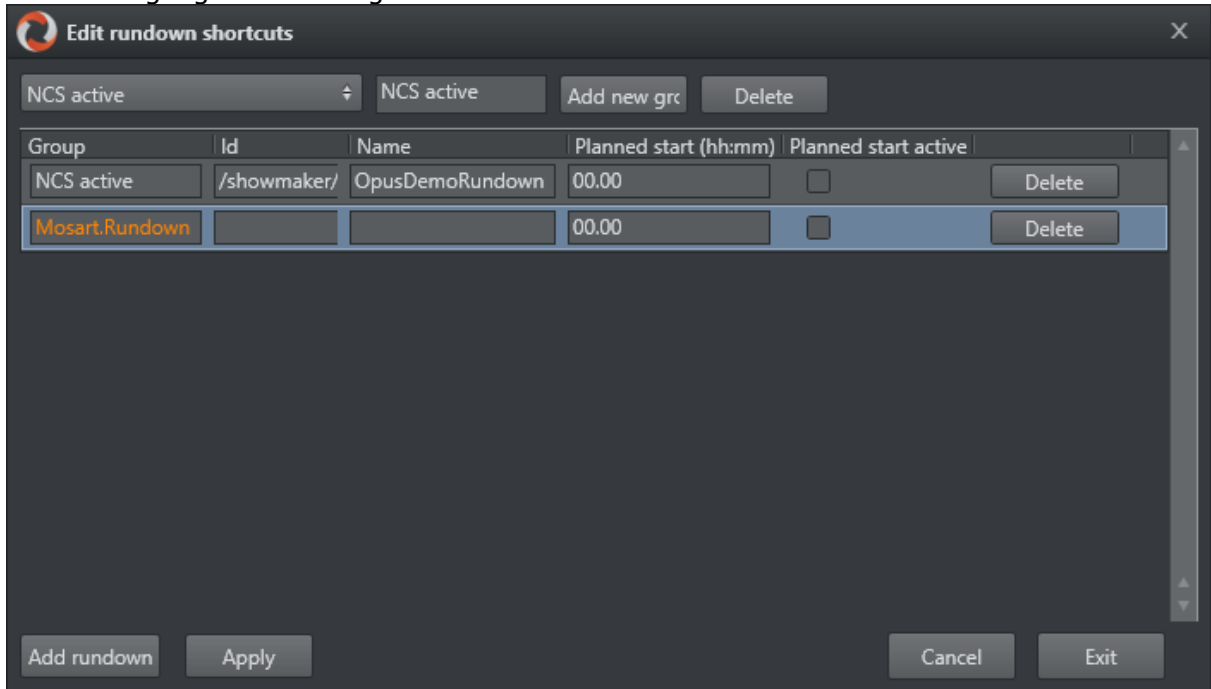 Edit rundown shortcuts
NCS active NCS active Add new grc Delete
Group Id Name Planned start (hh:mm) Planned start active
NCS active /showmaker/ OpusDemoRundown 00.00 Delete
Mosart.Rundown 00.00 Delete
Add rundown Apply Cancel Exit